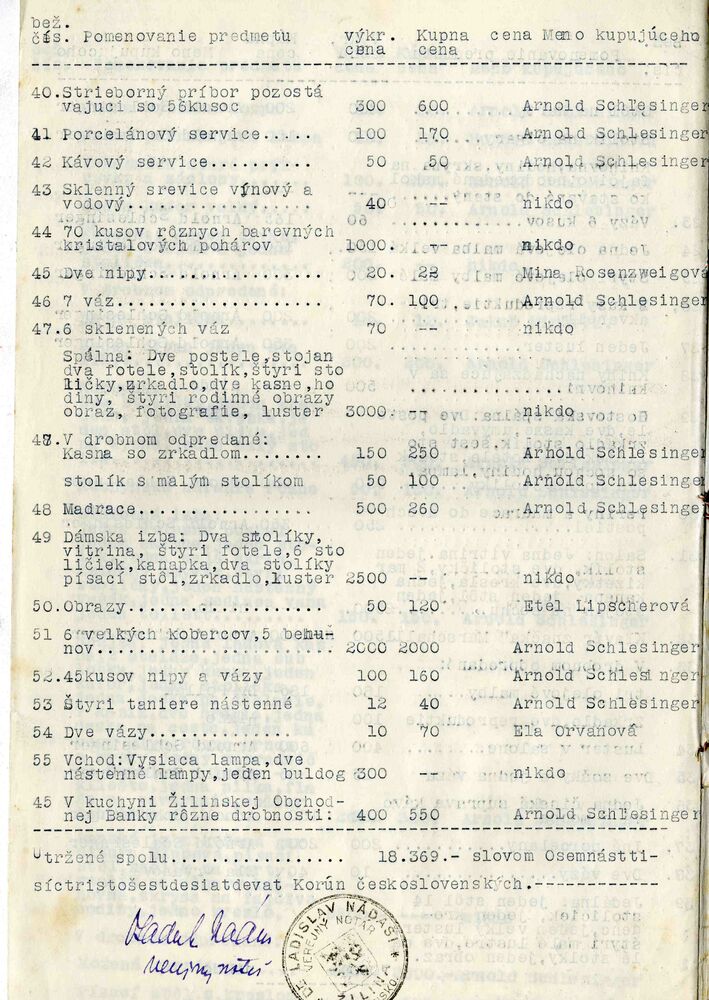 bež.
čís. Pomenovanie predmetu výkr. Kupna cena Meno kupujúceho
cena cena
40.Strieborný príbor pozostá
vajuci so 56kusoc 300 600 Arnold Schlesinger
41 Porcelánový service..... 100 170 Arnold Schlesinger
42 Kávový service.......... 50 50 Arnold Schlesinger
43 Sklenný srevice výnový a
vodový.................. 40 -- nikdo
44 70 kusov rôznych barevných
kristalových pohárov 1000. -- nikdo
45 Dve nipy.................. 20. 22 Mina Rosenzweigová
46 7 váz..................... 70. 100 Arnold Schlesinger
47.6 sklenených váz 70 -- nikdo
Spálna: Dve postele,stojan
dva fotele,stolík,štyri sto
ličky,zrkadlo,dve kasne,ho
diny, štyri rodinné obrazy
obraz, fotografie, luster 3000. -- nikdo
47.V drobnom odpredané:
Kasna so zrkadlom........ 150 250 Arnold Schlesinger
stolík s malým stolíkom 50 100 Arnold Schlesinger
48 Madrace.................. 500 260 Arnold Schlesinger
49 Dámska izba: Dva stolíky,
vitrina, štyri fotele,6 sto
ličiek,kanapka,dva stolíky
písací stôl,zrkadlo,luster 2500 -- nikdo
50.Obrazy................... 50 120 Etel Lipscherová
51 6 velkých kobercov,5 behu-
nov...................... 2000 2000 Arnold Schlesinger
52.45kusov nipy a vázy 100 160 Arnold Schlesinger
53 Štyri taniere nástenné 12 40 Arnold Schlesinger
54 Dve vázy.............. 10 70 Ela Orvanová
55 Vchod:Vysiaca lampa,dve
nástenné lampy,jeden buldog 300 -- nikdo
45 V kuchyni Žilinskej Obchod-
nej Banky rôzne drobnosti: 400 550 Arnold Schlesinger
Utržené spolu............... 18.369.- slovom Osemnástti-
síctristošestdesiatdevat Korún československých.------------
verejný notár
LADISLAV NÁDAŠI
VEREJNÝ NOTÁR
ŽILINA